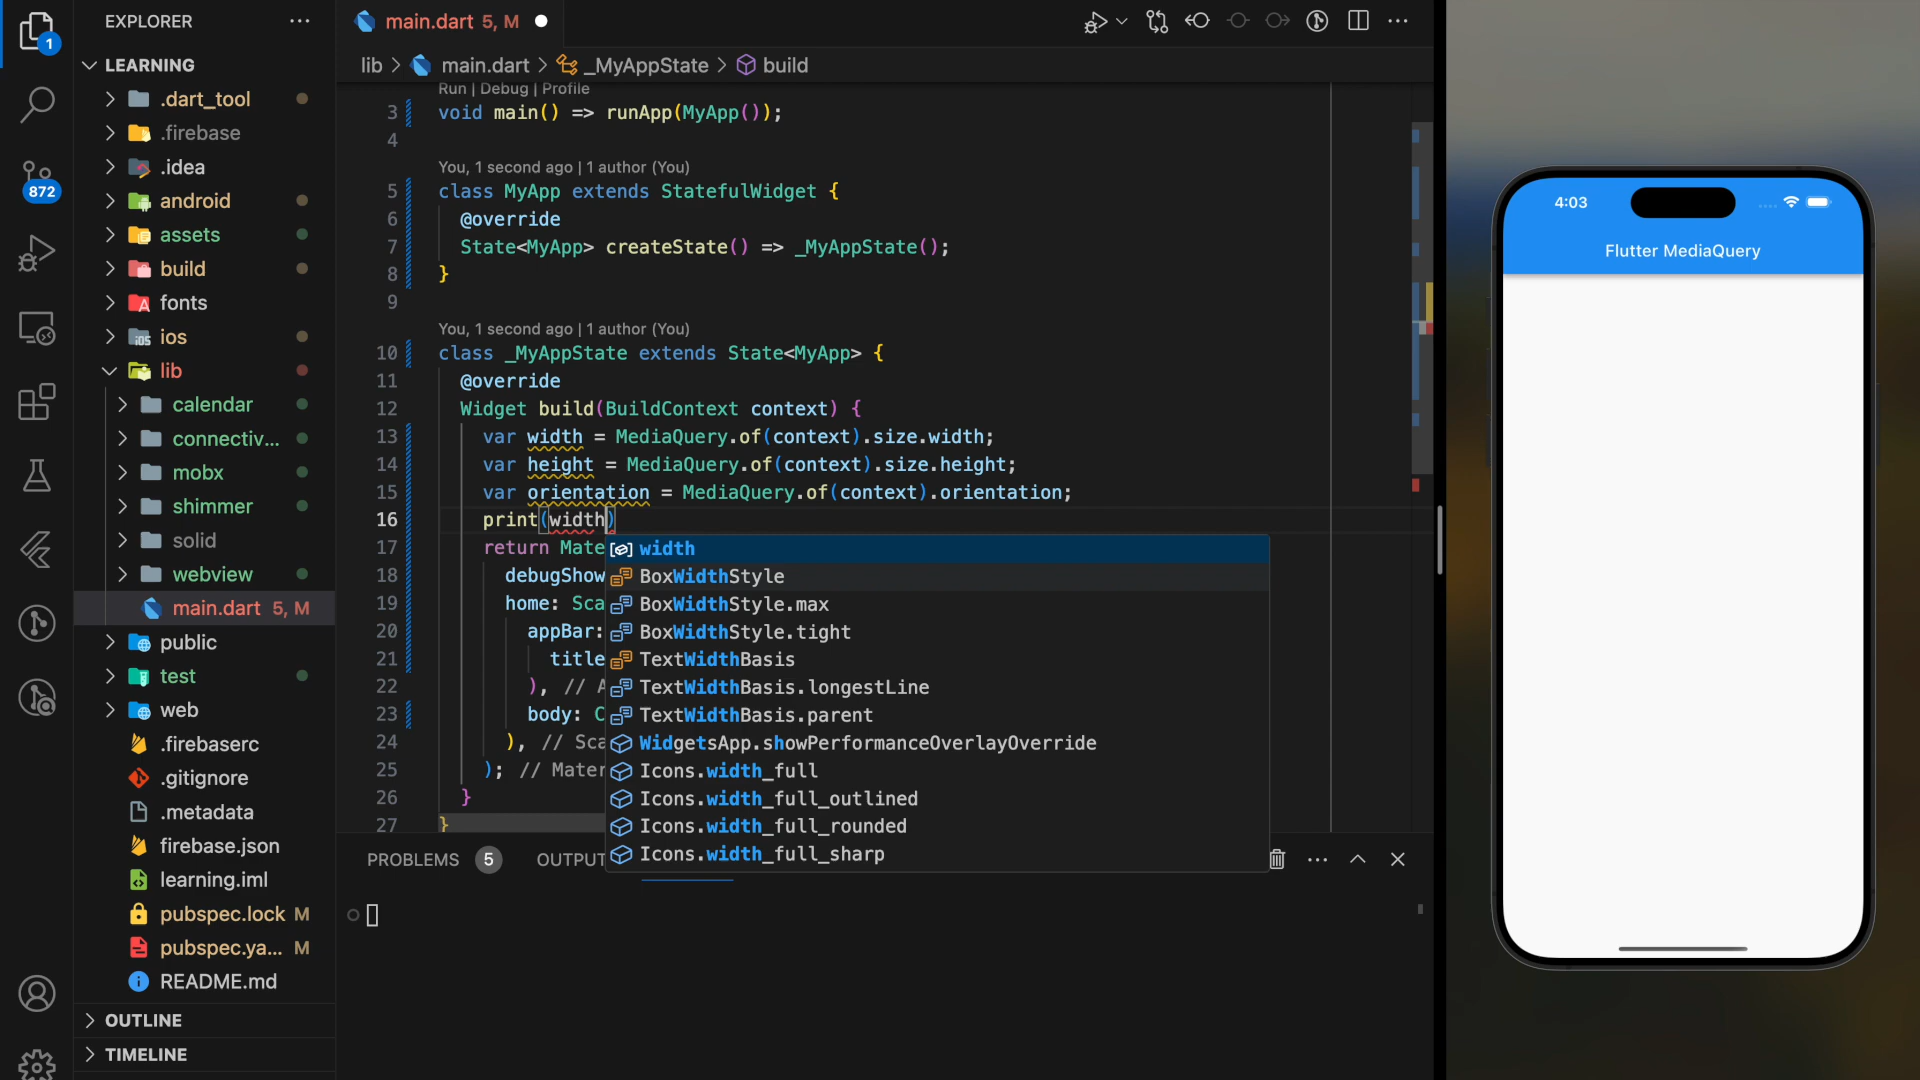 1
872
EXPLORER
LEARNING
.dart_tool
.firebase
.idea
android
assets
build
fonts
ios
lib
calendar
connectiv...
mobx
shimmer
solid
webview
main.dart 5, M
public
test
web
.firebaserc
.gitignore
.metadata
firebase.json
learning.iml
pubspec.lock M
pubspec.ya... M
README.md
OUTLINE
TIMELINE
main.dart 5, M
lib > main.dart > _MyAppState > build
Run | Debug | Profile
3 void main() => runApp(MyApp());
4
You, 1 second ago | 1 author (You)
5 class MyApp extends StatefulWidget {
6 @override
7 State<MyApp> createState() => _MyAppState();
8 }
9
You, 1 second ago | 1 author (You)
10 class _MyAppState extends State<MyApp> {
11 @override
12 Widget build(BuildContext context) {
13 var width = MediaQuery.of(context).size.width;
14 var height = MediaQuery.of(context).size.height;
15 var orientation = MediaQuery.of(context).orientation;
16 print(width)
17 return Mate
18 debugShow
19 home: Sca
20 appBar:
21 title
22 ), // A
23 body: C
24 ), // Sca
25 ); // Mater
26 }
27 }
width
BoxWidthStyle
BoxWidthStyle.max
BoxWidthStyle.tight
TextWidthBasis
TextWidthBasis.longestLine
TextWidthBasis.parent
WidgetsApp.showPerformanceOverlayOverride
Icons.width_full
Icons.width_full_outlined
Icons.width_full_rounded
Icons.width_full_sharp
PROBLEMS 5 OUTPUT
4:03
Flutter MediaQuery